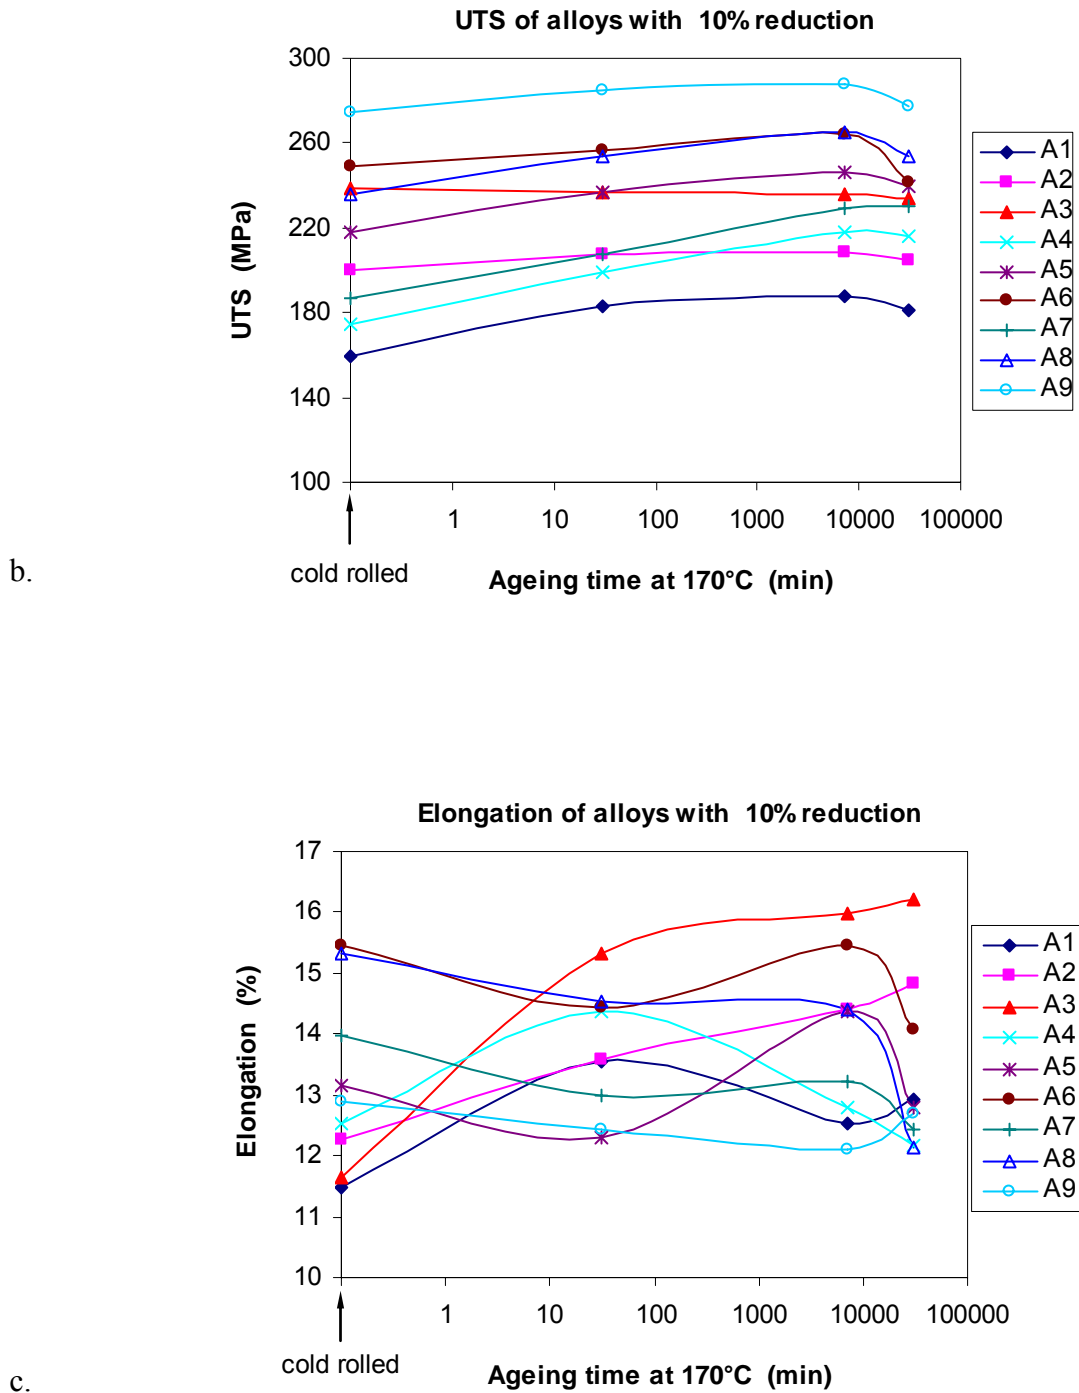 UTS of alloys with 10% reduction
300
260
220
180
140
100
UTS (MPa)
1 10 100 1000 10000 100000
cold rolled
Ageing time at 170°C (min)
A1
A2
A3
A4
A5
A6
A7
A8
A9
b.
Elongation of alloys with 10% reduction
17
16
15
14
13
12
11
10
Elongation (%)
1 10 100 1000 10000 100000
cold rolled
Ageing time at 170°C (min)
A1
A2
A3
A4
A5
A6
A7
A8
A9
c.